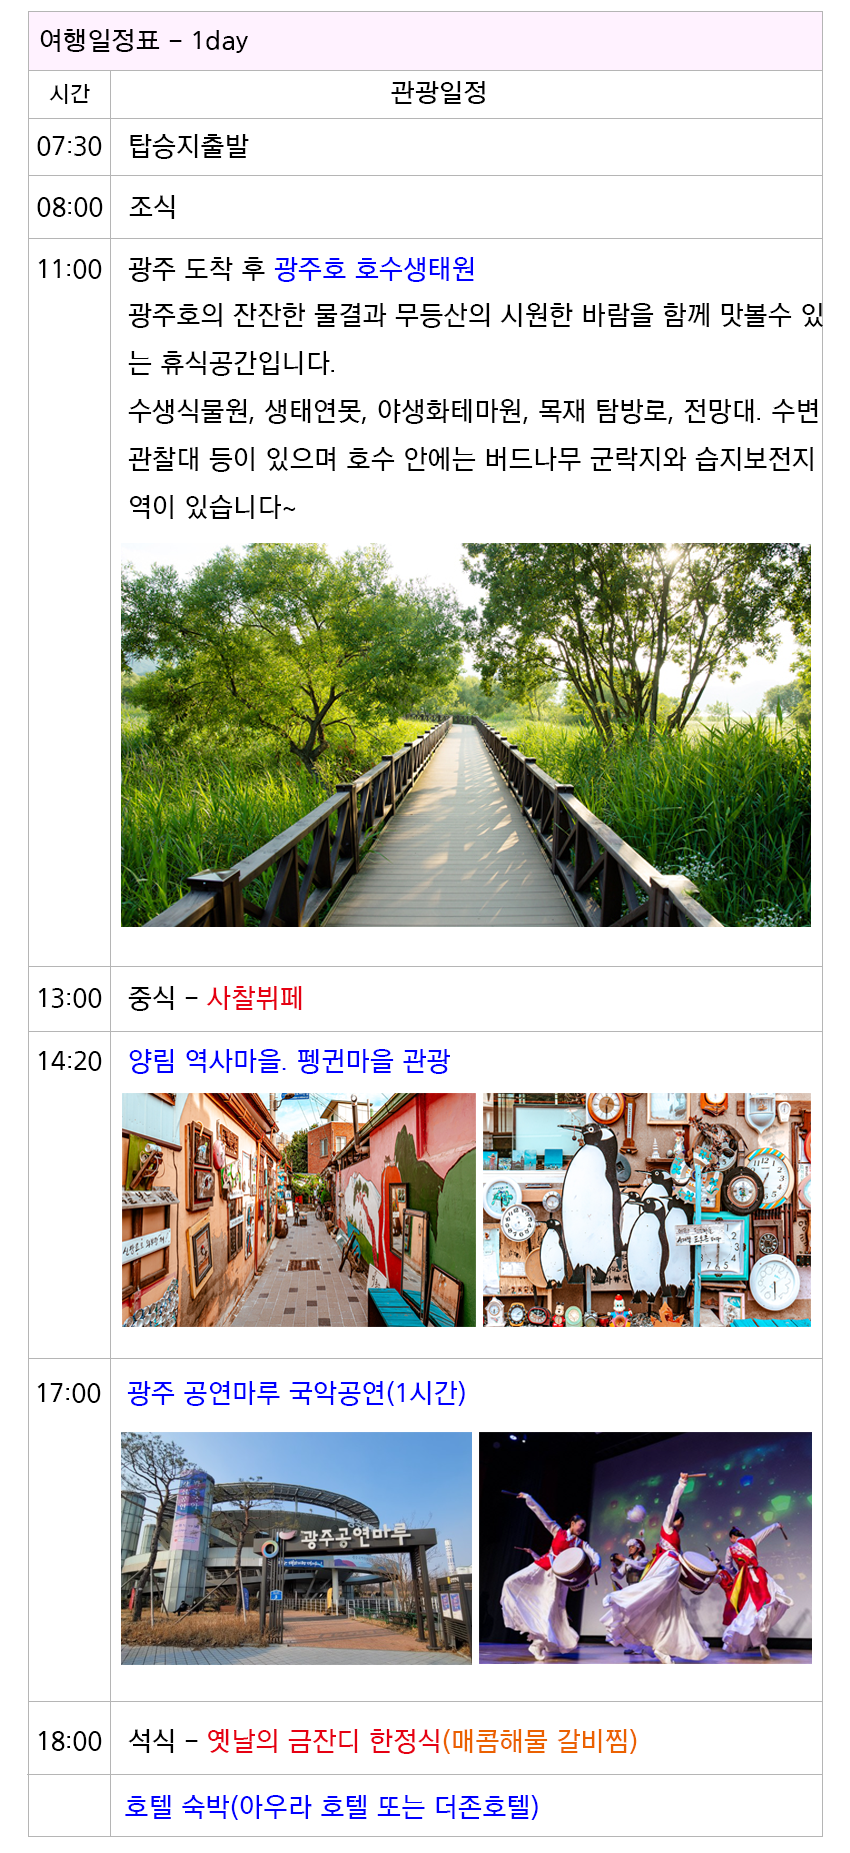 여행일정표 - 1day
시간 관광일정
07:30 탑승지출발
08:00 조식
11:00 광주 도착 후 광주호 호수생태원
광주호의 잔잔한 물결과 무등산의 시원한 바람을 함께 맛볼수 있
는 휴식공간입니다.
수생식물원, 생태연못, 야생화테마원, 목재 탐방로, 전망대. 수변
관찰대 등이 있으며 호수 안에는 버드나무 군락지와 습지보전지
역이 있습니다~
13:00 중식 - 사찰뷔페
14:20 양림 역사마을. 펭귄마을 관광
17:00 광주 공연마루 국악공연(1시간)
광주공연마루
18:00 석식 - 옛날의 금잔디 한정식(매콤해물 갈비찜)
호텔 숙박(아우라 호텔 또는 더존호텔)